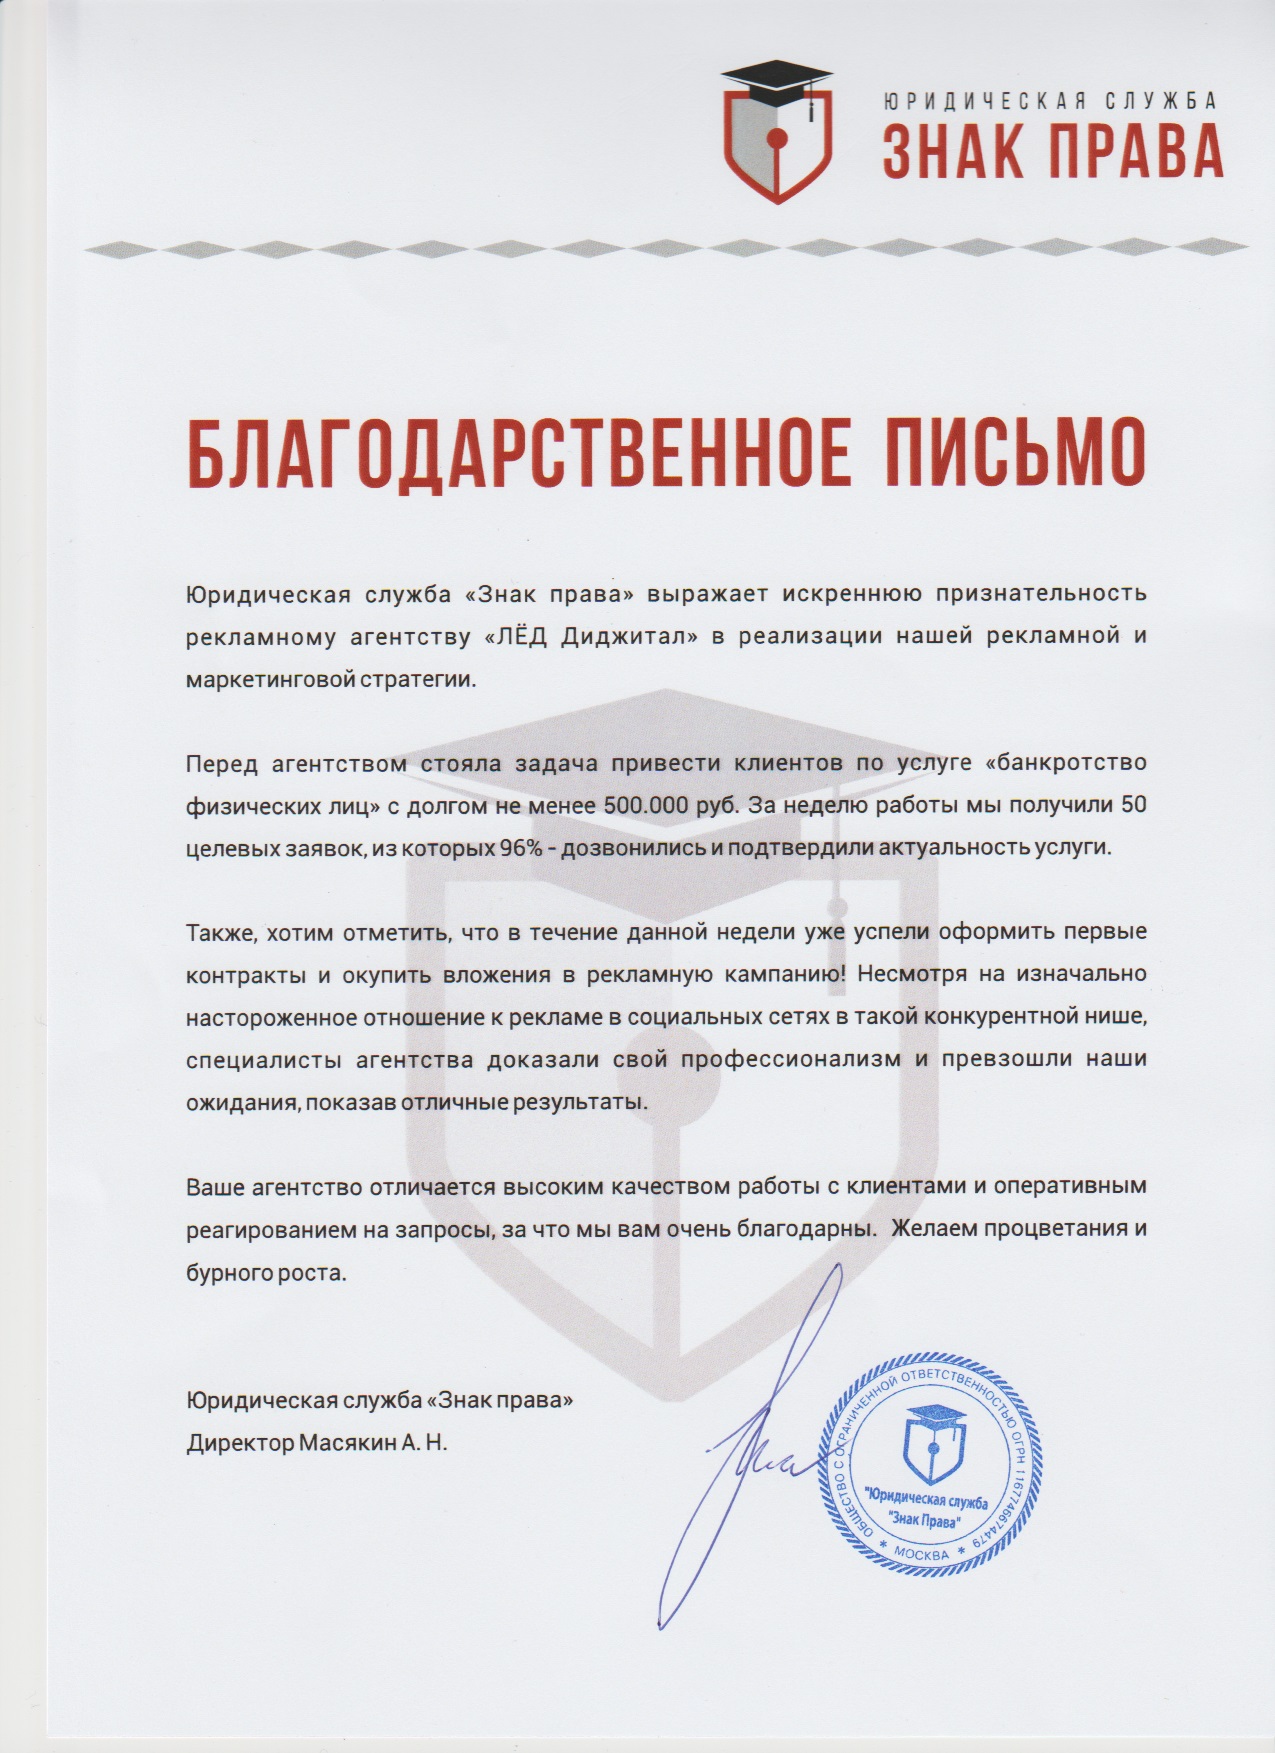 ЮРИДИЧЕСКАЯ СЛУЖБА
ЗНАК ПРАВА
БЛАГОДАРСТВЕННОЕ ПИСЬМО
Юридическая служба «Знак права» выражает искреннюю признательность
рекламному агентству «ЛЁД Диджитал» в реализации нашей рекламной и
маркетинговой стратегии.
Перед агентством стояла задача привести клиентов по услуге «банкротство
физических лиц» с долгом не менее 500.000 руб. За неделю работы мы получили 50
целевых заявок, из которых 96% - дозвонились и подтвердили актуальность услуги.
Также, хотим отметить, что в течение данной недели уже успели оформить первые
контракты и окупить вложения в рекламную кампанию! Несмотря на изначально
настороженное отношение к рекламе в социальных сетях в такой конкурентной нише,
специалисты агентства доказали свой профессионализм и превзошли наши
ожидания, показав отличные результаты.
Ваше агентство отличается высоким качеством работы с клиентами и оперативным
реагированием на запросы, за что мы вам очень благодарны. Желаем процветания и
бурного роста.
Юридическая служба «Знак права»
Директор Масякин А. Н.
ОБЩЕСТВО С ОГРАНИЧЕННОЙ ОТВЕТСТВЕННОСТЬЮ ОГРН 1167746674479
"Юридическая служба
"Знак Права"
* МОСКВА *